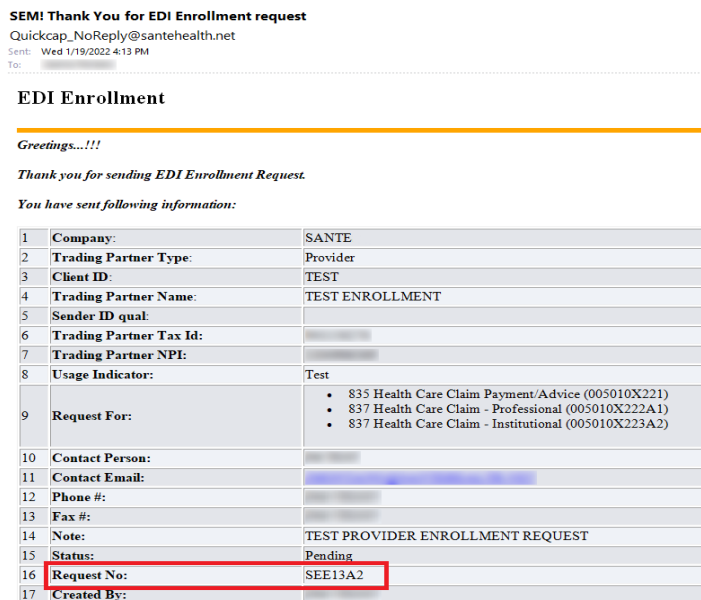 SEM! Thank You for EDI Enrollment request
Quickcap_NoReply@santehealth.net
Sent: Wed 1/19/2022 4:13 PM
To:
EDI Enrollment
Greetings...!!!
Thank you for sending EDI Enrollment Request.
You have sent following information:
1 Company: SANTE
2 Trading Partner Type: Provider
3 Client ID: TEST
4 Trading Partner Name: TEST ENROLLMENT
5 Sender ID qual:
6 Trading Partner Tax Id:
7 Trading Partner NPI:
8 Usage Indicator: Test
9 Request For:
• 835 Health Care Claim Payment/Advice (005010X221)
• 837 Health Care Claim - Professional (005010X222A1)
• 837 Health Care Claim - Institutional (005010X223A2)
10 Contact Person:
11 Contact Email:
12 Phone #:
13 Fax #:
14 Note: TEST PROVIDER ENROLLMENT REQUEST
15 Status: Pending
16 Request No: SEE13A2
17 Created By: